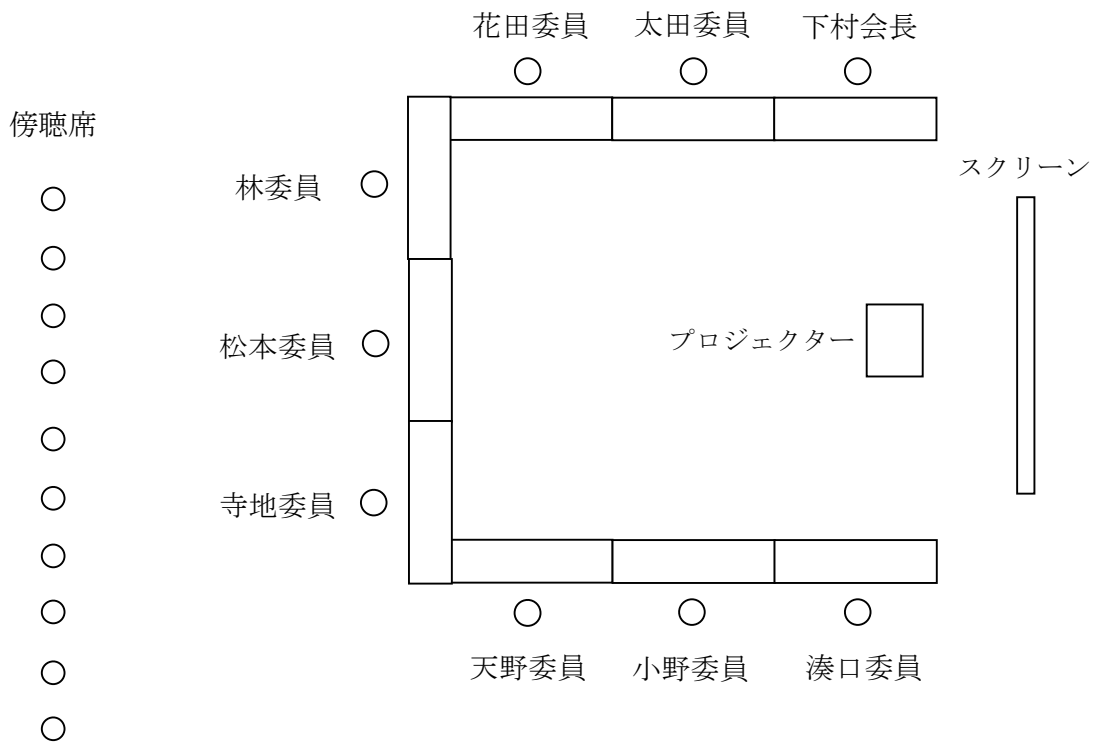 花田委員
太田委員
下村会長
傍聴席
スクリーン
林委員
プロジェクター
松本委員
寺地委員
天野委員
小野委員
湊口委員